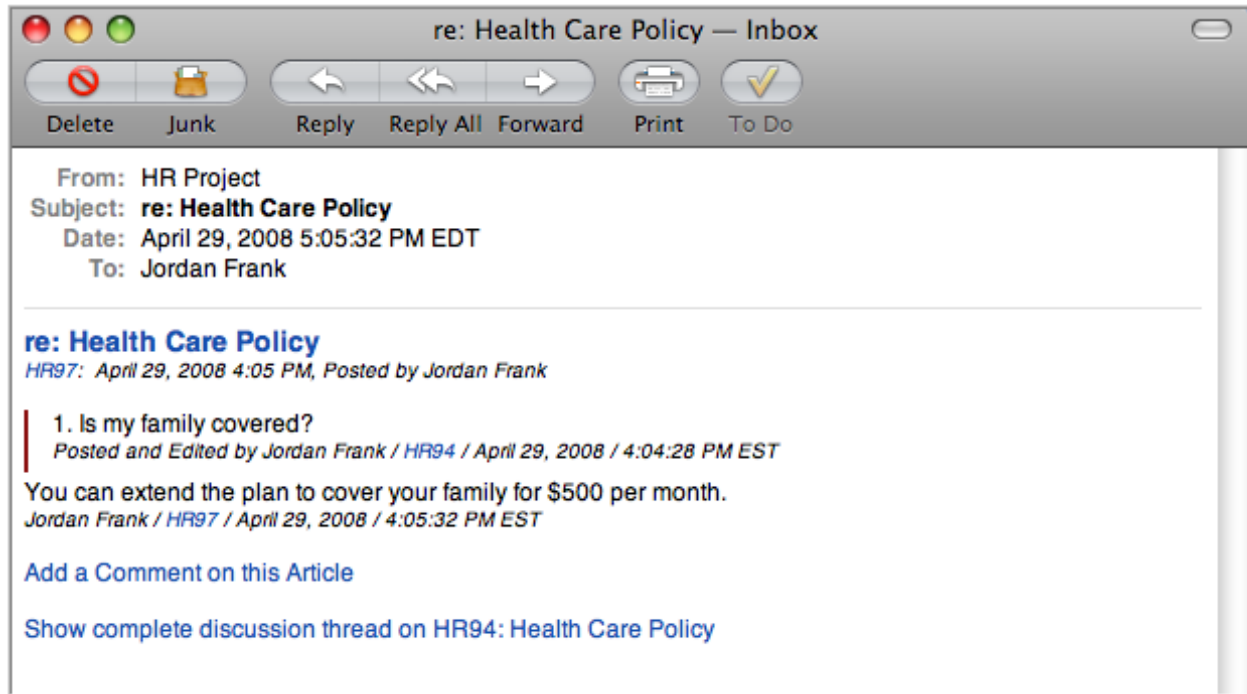 re: Health Care Policy — Inbox
Delete Junk Reply Reply All Forward Print To Do
From: HR Project
Subject: re: Health Care Policy
Date: April 29, 2008 5:05:32 PM EDT
To: Jordan Frank
re: Health Care Policy
HR97: April 29, 2008 4:05 PM, Posted by Jordan Frank
1. Is my family covered?
Posted and Edited by Jordan Frank / HR94 / April 29, 2008 / 4:04:28 PM EST
You can extend the plan to cover your family for $500 per month.
Jordan Frank / HR97 / April 29, 2008 / 4:05:32 PM EST
Add a Comment on this Article
Show complete discussion thread on HR94: Health Care Policy